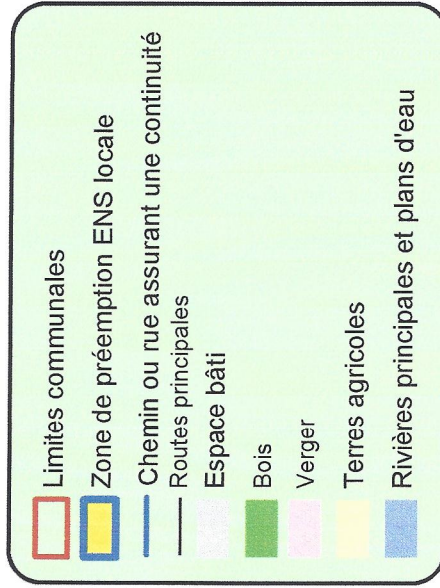 Limites communales
Zone de préemption ENS locale
Chemin ou rue assurant une continuité
Routes principales
Espace bâti
Bois
Verger
Terres agricoles
Rivières principales et plans d'eau